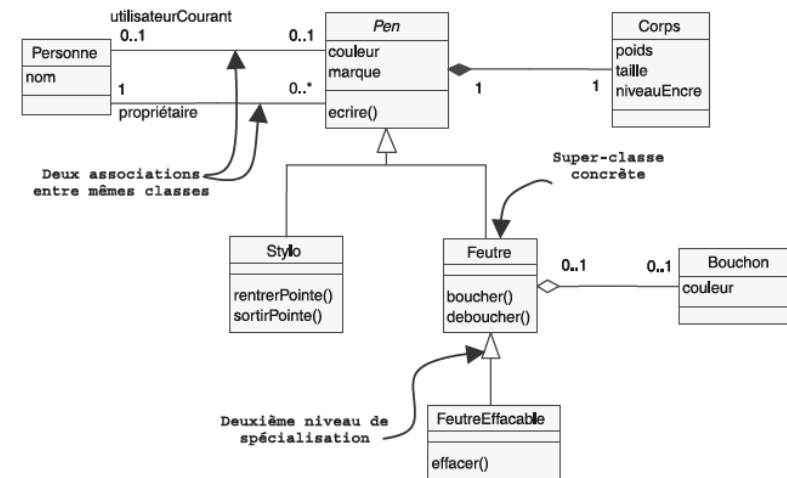 utilisateurCourant
0..1
0..1
Personne
nom
1
0..*
propriétaire
Pen
couleur
marque
ecrire()
1
1
Corps
poids
taille
niveauEncre
Deux associations
entre mêmes classes
Super-classe
concrète
Stylo
rentrerPointe()
sortirPointe()
Feutre
boucher()
deboucher()
0..1
0..1
Bouchon
couleur
Deuxième niveau de
spécialisation
FeutreEffacable
effacer()